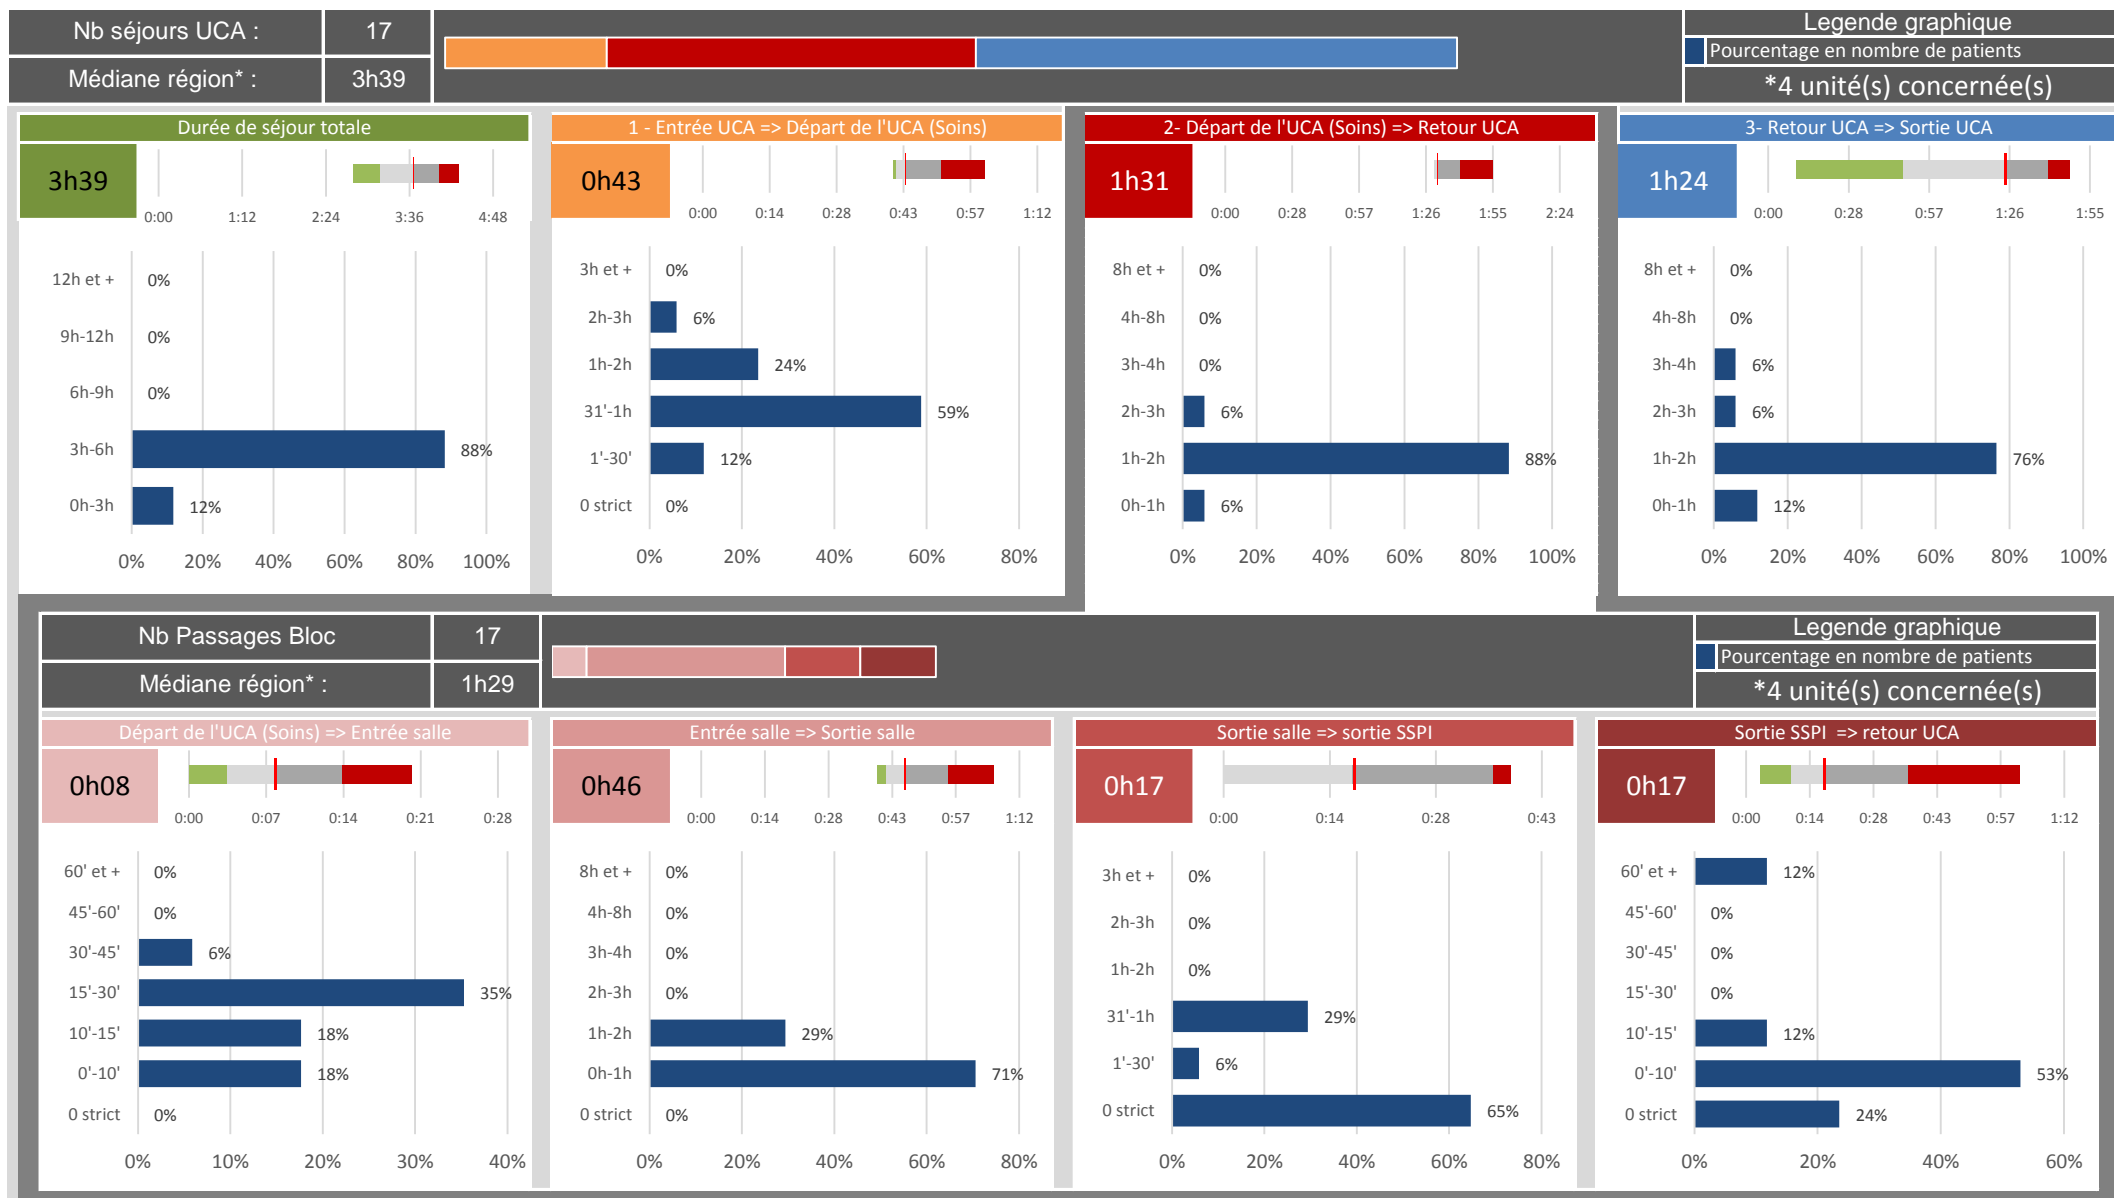 Nb séjours UCA :
17
Médiane région* :
3h39
Legende graphique
Pourcentage en nombre de patients
*4 unité(s) concernée(s)
Durée de séjour totale
3h39
0:00 1:12 2:24 3:36 4:48
12h et + 0%
9h-12h 0%
6h-9h 0%
3h-6h 88%
0h-3h 12%
0% 20% 40% 60% 80% 100%
1 - Entrée UCA => Départ de l'UCA (Soins)
0h43
0:00 0:14 0:28 0:43 0:57 1:12
3h et + 0%
2h-3h 6%
1h-2h 24%
31'-1h 59%
1'-30' 12%
0 strict 0%
0% 20% 40% 60% 80%
2- Départ de l'UCA (Soins) => Retour UCA
1h31
0:00 0:28 0:57 1:26 1:55 2:24
8h et + 0%
4h-8h 0%
3h-4h 0%
2h-3h 6%
1h-2h 88%
0h-1h 6%
0% 20% 40% 60% 80% 100%
3- Retour UCA => Sortie UCA
1h24
0:00 0:28 0:57 1:26 1:55
8h et + 0%
4h-8h 0%
3h-4h 6%
2h-3h 6%
1h-2h 76%
0h-1h 12%
0% 20% 40% 60% 80% 100%
Nb Passages Bloc
17
Médiane région* :
1h29
Legende graphique
Pourcentage en nombre de patients
*4 unité(s) concernée(s)
Départ de l'UCA (Soins) => Entrée salle
0h08
0:00 0:07 0:14 0:21 0:28
60' et + 0%
45'-60' 0%
30'-45' 6%
15'-30' 35%
10'-15' 18%
0'-10' 18%
0 strict 0%
0% 10% 20% 30% 40%
Entrée salle => Sortie salle
0h46
0:00 0:14 0:28 0:43 0:57 1:12
8h et + 0%
4h-8h 0%
3h-4h 0%
2h-3h 0%
1h-2h 29%
0h-1h 71%
0 strict 0%
0% 20% 40% 60% 80%
Sortie salle => sortie SSPI
0h17
0:00 0:14 0:28 0:43
3h et + 0%
2h-3h 0%
1h-2h 0%
31'-1h 29%
1'-30' 6%
0 strict 65%
0% 20% 40% 60% 80%
Sortie SSPI => retour UCA
0h17
0:00 0:14 0:28 0:43 0:57 1:12
60' et + 12%
45'-60' 0%
30'-45' 0%
15'-30' 0%
10'-15' 12%
0'-10' 53%
0 strict 24%
0% 20% 40% 60%